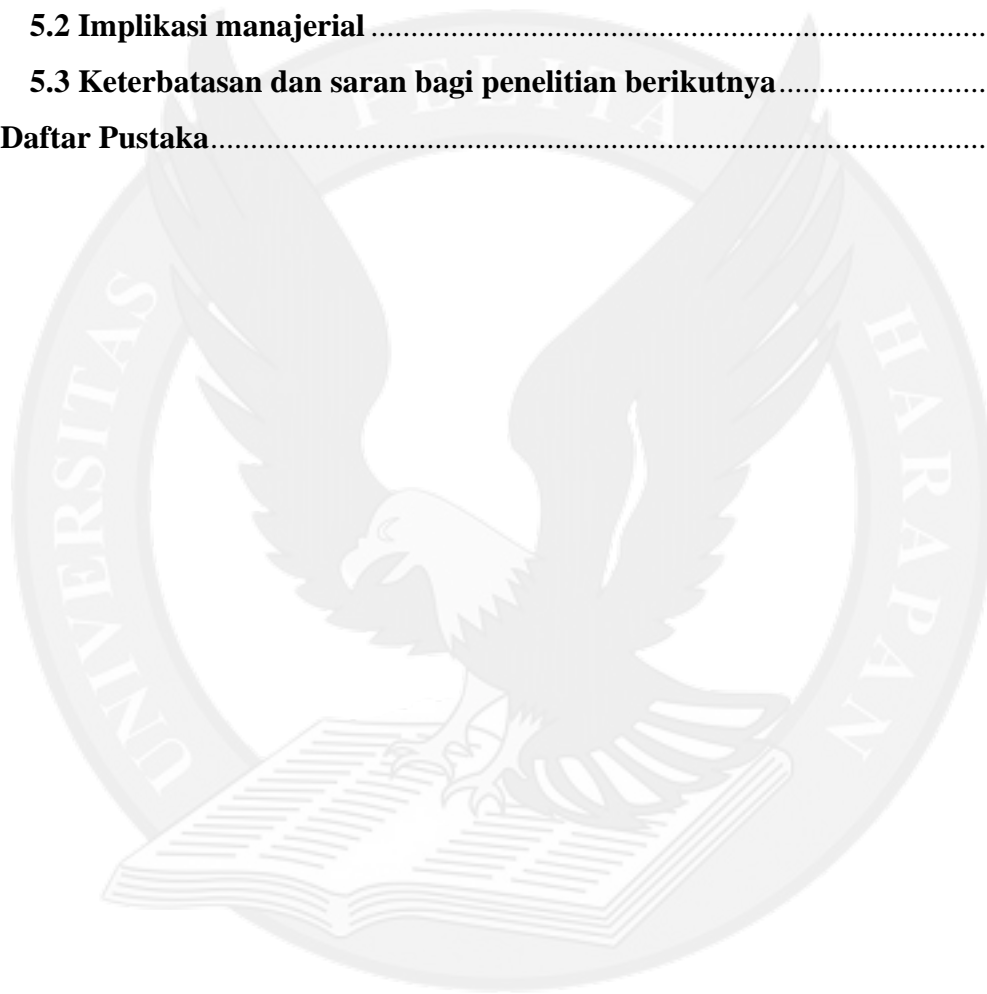 5.2 Implikasi manajerial ................................................................................
5.3 Keterbatasan dan saran bagi penelitian berikutnya..........................
Daftar Pustaka....................................................................................................
UNIVERSITAS PELITA HARAPAN